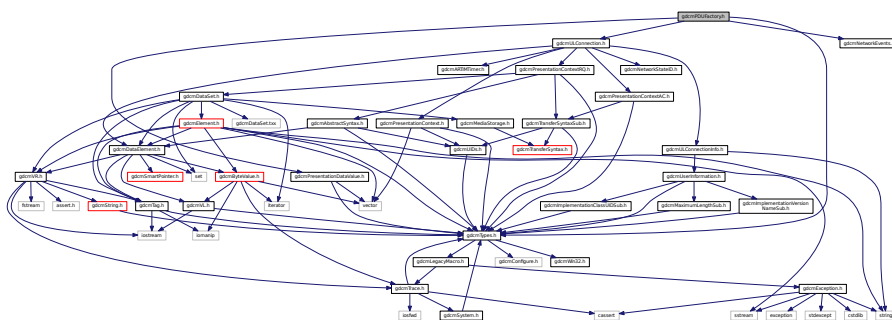 gdcmPDUFactory.h
gdcmULConnection.h
gdcmNetworkEvents.h
gdcmARTIMTimer.h
gdcmPresentationContextRQ.h
gdcmNetworkStateID.h
gdcmDataSet.h
gdcmPresentationContextAC.h
gdcmElement.h
gdcmDataSet.txx
gdcmAbstractSyntax.h
gdcmPresentationContext.h
gdcmMediaStorage.h
gdcmTransferSyntaxSub.h
gdcmDataElement.h
gdcmUIDs.h
gdcmTransferSyntax.h
gdcmULConnectionInfo.h
gdcmVR.h
gdcmSmartPointer.h
set
gdcmByteValue.h
gdcmPresentationDataValue.h
gdcmUserInformation.h
fstream
assert.h
gdcmString.h
gdcmTag.h
gdcmVL.h
iterator
vector
gdcmImplementationClassUIDSub.h
gdcmMaximumLengthSub.h
gdcmImplementationVersion
NameSub.h
iostream
iomanip
gdcmTypes.h
gdcmLegacyMacro.h
gdcmConfigure.h
gdcmWin32.h
gdcmTrace.h
gdcmException.h
iosfwd
gdcmSystem.h
cassert
sstream
exception
stdexcept
cstdlib
string